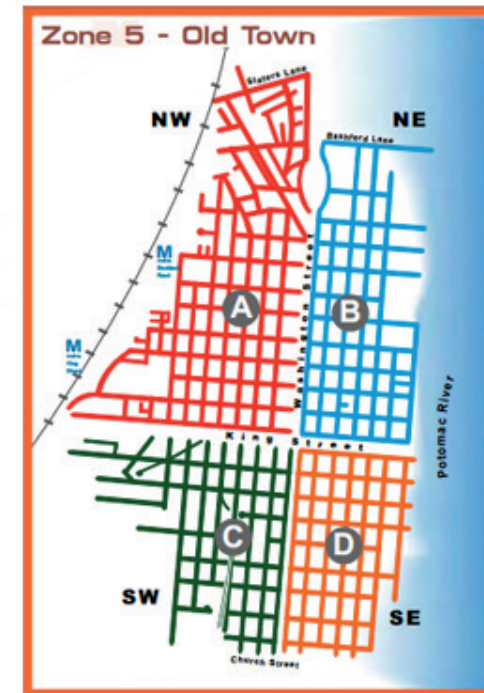 Zone 5 - Old Town
Slaters Lane
NW
NE
Bashford Lane
M
M
A
B
Washington Street
Potomac River
King Street
C
D
SW
SE
Church Street